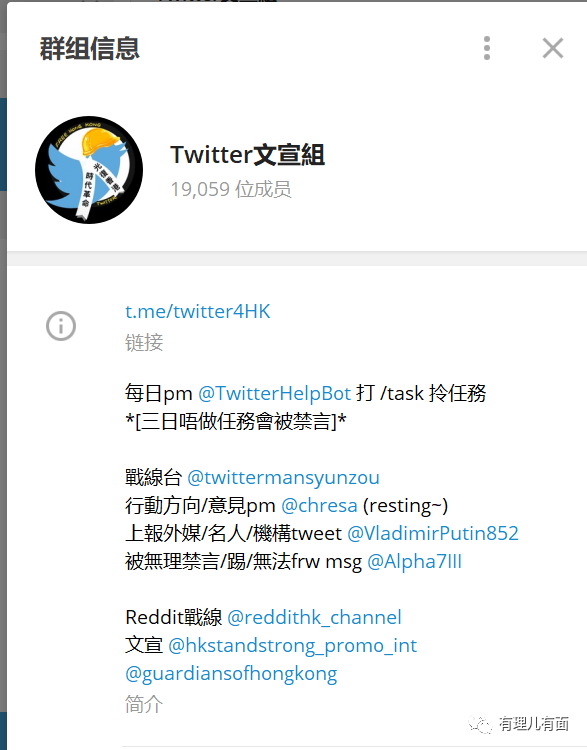 群组信息
FREE HONG KONG
光復香港
時代革命
Twitter文宣組
19,059 位成员
t.me/twitter4HK
链接
每日pm @TwitterHelpBot 打 /task 拎任務
*[三日唔做任務會被禁言]*
戰線台 @twittermansyunzou
行動方向/意見pm @chresa (resting~)
上報外媒/名人/機構tweet @VladimirPutin852
被無理禁言/踢/無法frw msg @Alpha7III
Reddit戰線 @reddithk_channel
文宣 @hkstandstrong_promo_int
@guardiansofhongkong
简介
有理儿有面